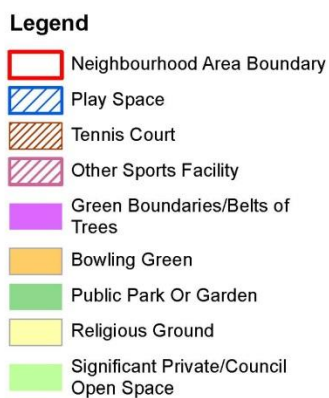 Legend
Neighbourhood Area Boundary
Play Space
Tennis Court
Other Sports Facility
Green Boundaries/Belts of
Trees
Bowling Green
Public Park Or Garden
Religious Ground
Significant Private/Council
Open Space